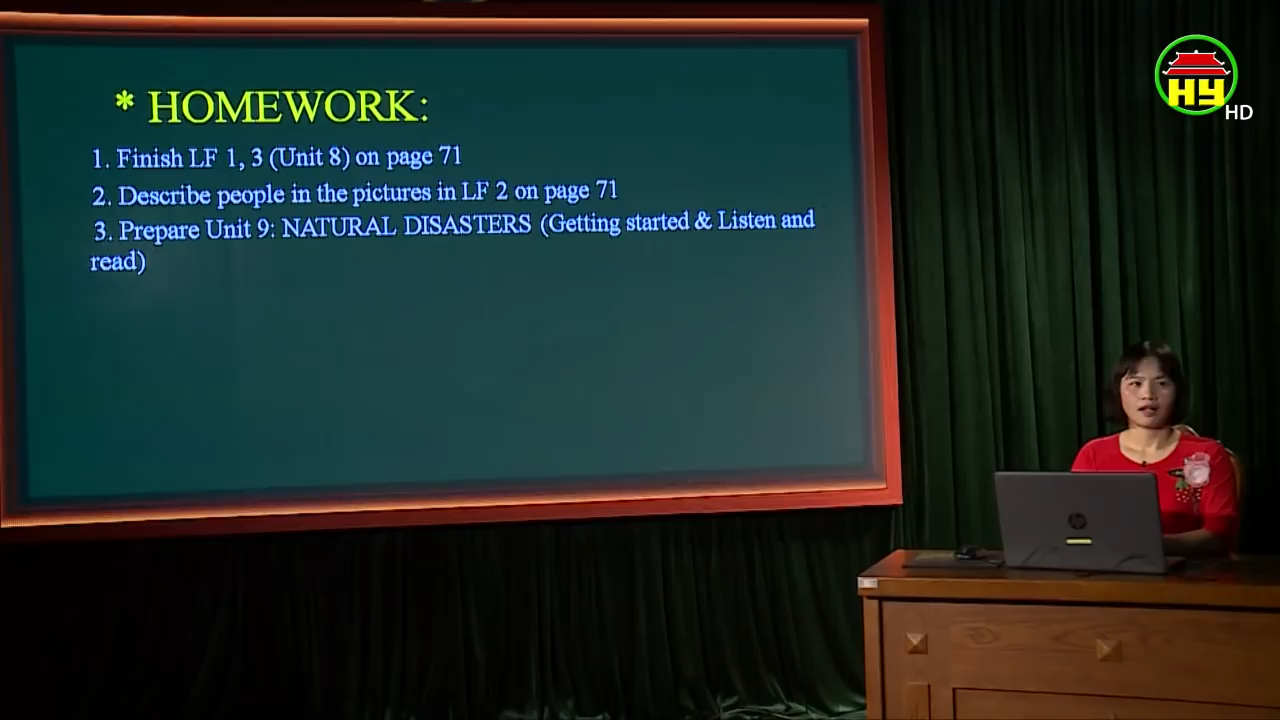 * HOMEWORK:
1. Finish LF 1, 3 (Unit 8) on page 71
2. Describe people in the pictures in LF 2 on page 71
3. Prepare Unit 9: NATURAL DISASTERS (Getting started & Listen and
read)
HY
HD
hp